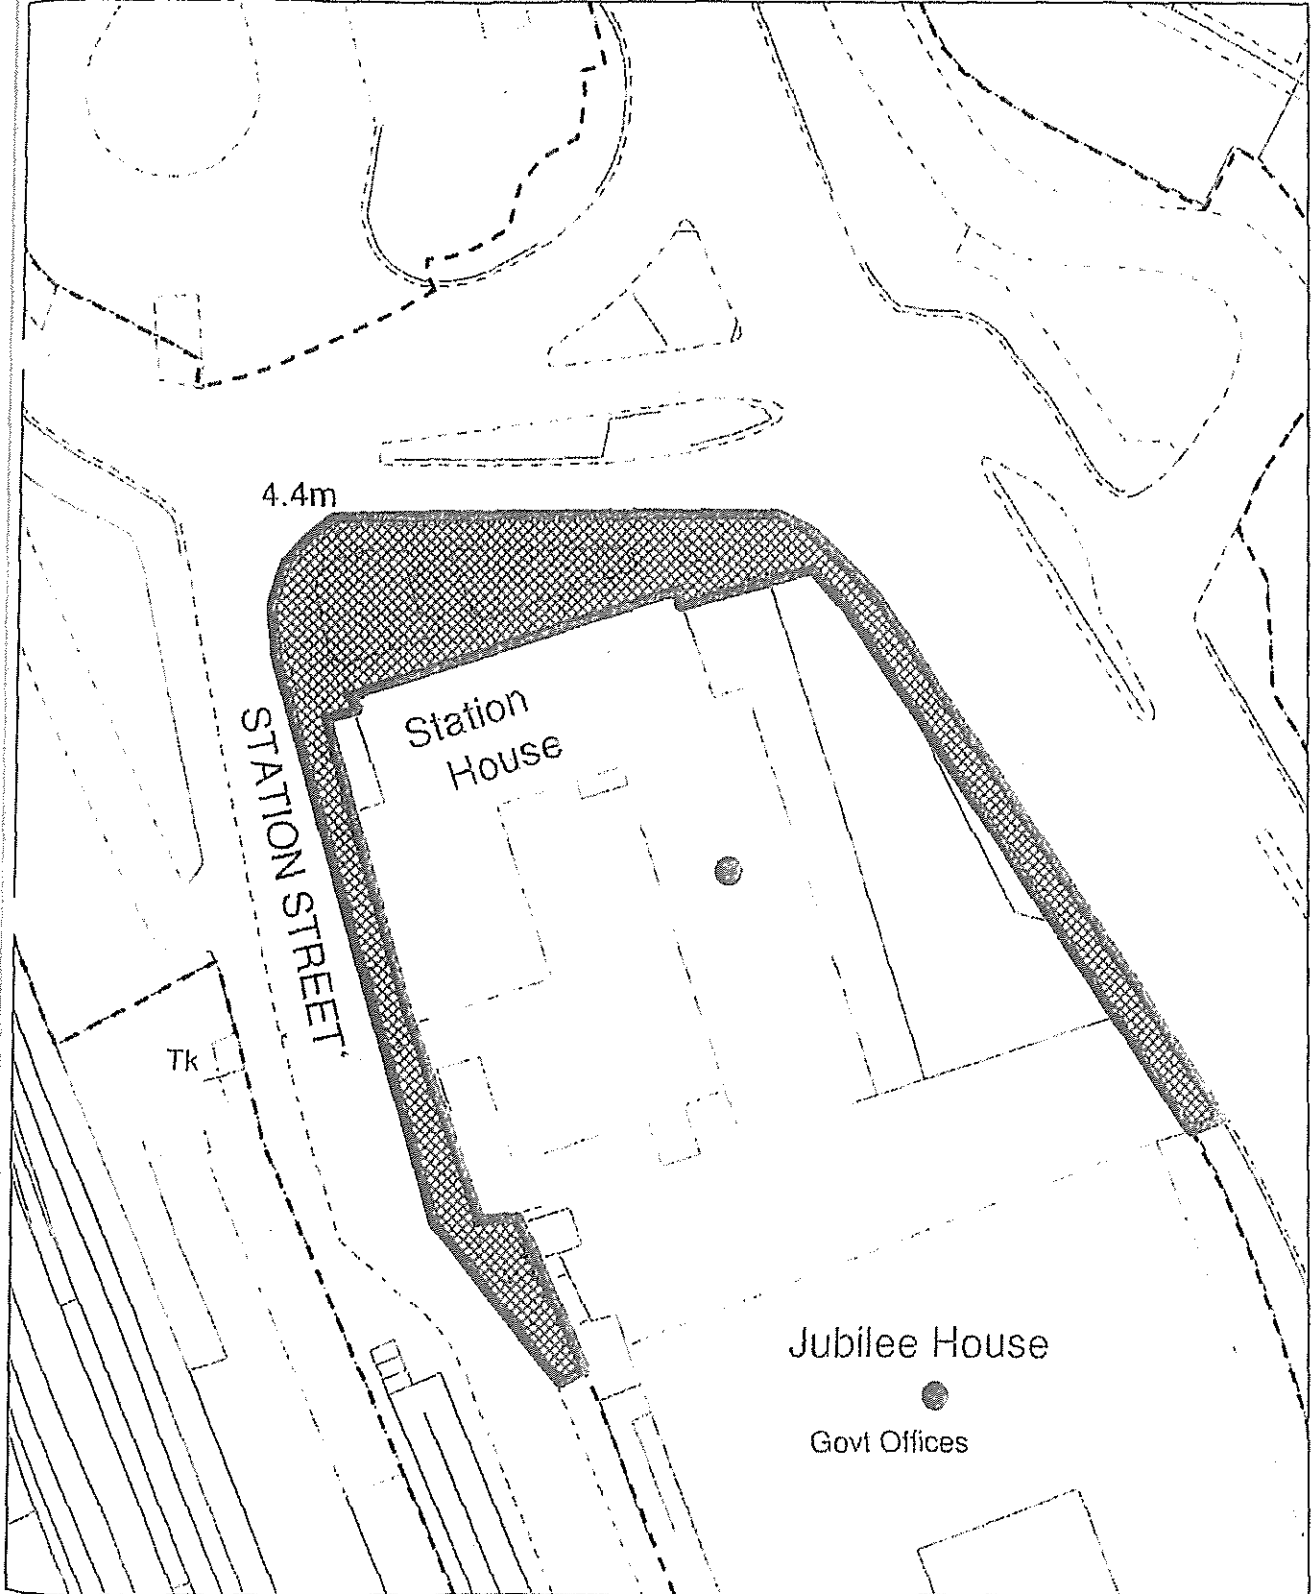 4.4m
Station
House
STATION STREET
Tk
Jubilee House
Govt Offices